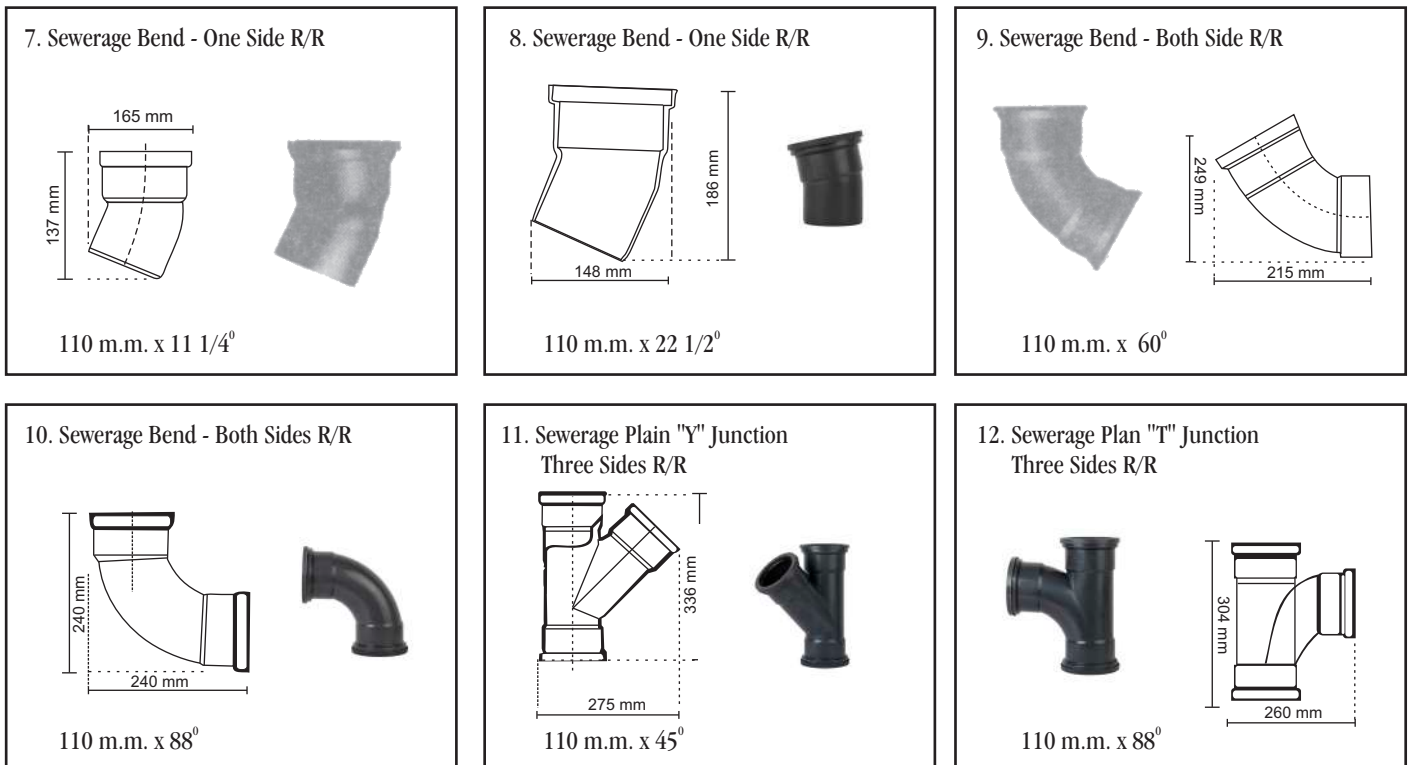 7. Sewerage Bend - One Side R/R
165 mm
137 mm
110 m.m. x 11 1/4⁰
8. Sewerage Bend - One Side R/R
186 mm
148 mm
110 m.m. x 22 1/2⁰
9. Sewerage Bend - Both Side R/R
249 mm
215 mm
110 m.m. x 60⁰
10. Sewerage Bend - Both Sides R/R
240 mm
240 mm
110 m.m. x 88⁰
11. Sewerage Plain "Y" Junction
Three Sides R/R
336 mm
275 mm
110 m.m. x 45⁰
12. Sewerage Plan "T" Junction
Three Sides R/R
304 mm
260 mm
110 m.m. x 88⁰